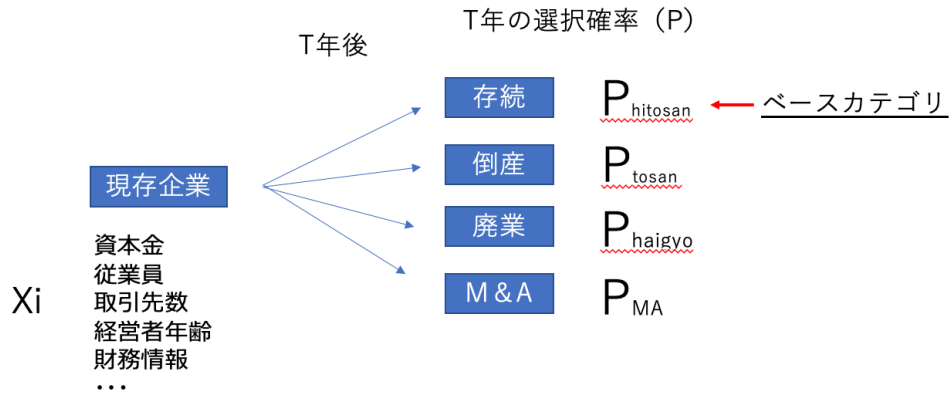 T年の選択確率（P）
T年後
存続 Phitosan ベースカテゴリ
倒産 Ptosan
現存企業
廃業 Phaigyo
M＆A PMA
Xi
資本金
従業員
取引先数
経営者年齢
財務情報
・・・